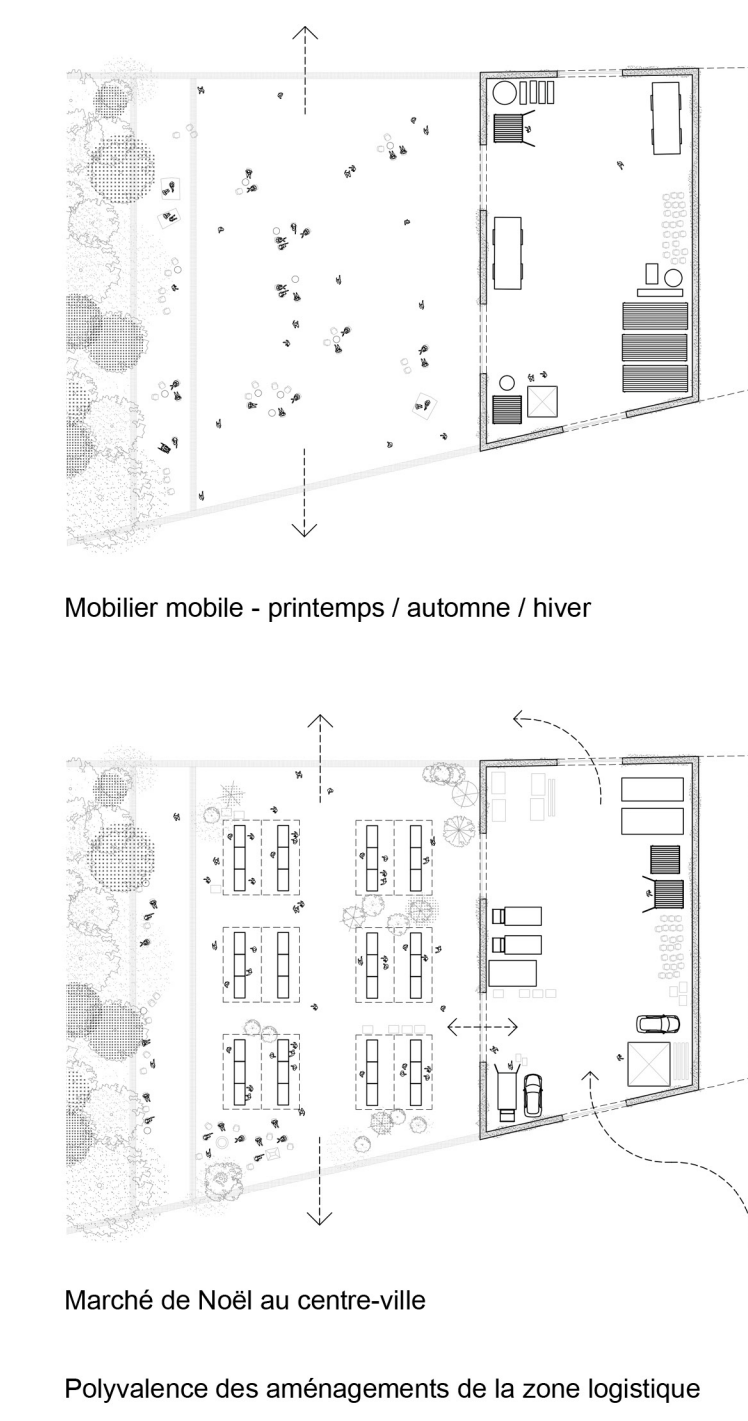 Mobilier mobile - printemps / automne / hiver
Marché de Noël au centre-ville
Polyvalence des aménagements de la zone logistique